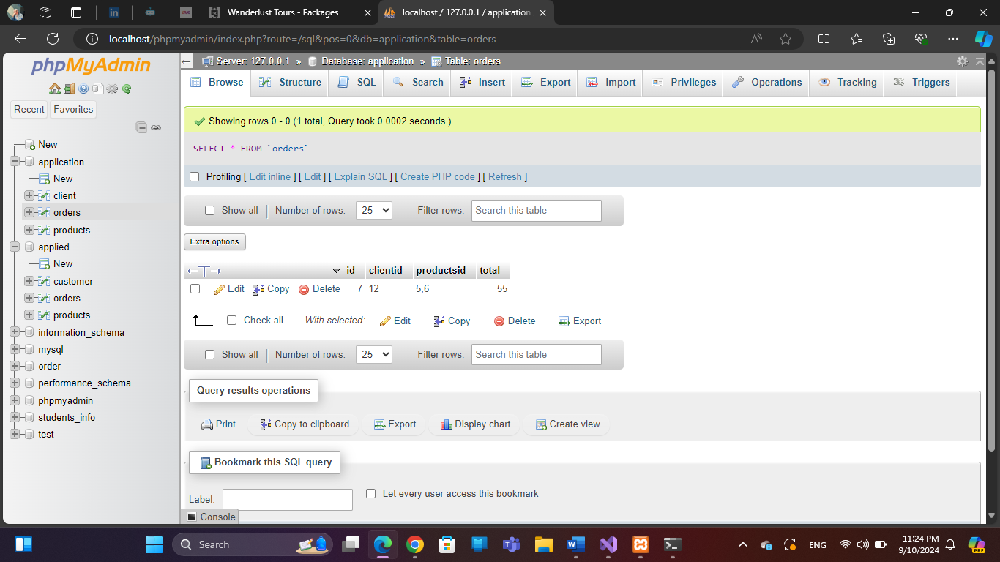 Wanderlust Tours - Packages
localhost / 127.0.0.1 / application
localhost/phpmyadmin/index.php?route=/sql&pos=0&db=application&table=orders
phpMyAdmin
Recent Favorites
New
application
New
client
orders
products
applied
New
customer
orders
products
information_schema
mysql
order
performance_schema
phpmyadmin
students_info
test
Server: 127.0.0.1 » Database: application » Table: orders
Browse Structure SQL Search Insert Export Import Privileges Operations Tracking Triggers
Showing rows 0 - 0 (1 total, Query took 0.0002 seconds.)
SELECT * FROM `orders`
Profiling [ Edit inline ] [ Edit ] [ Explain SQL ] [ Create PHP code ] [ Refresh ]
Show all | Number of rows: 25 Filter rows: Search this table
Extra options
←T→ id clientid productsid total
Edit Copy Delete 7 12 5,6 55
Check all With selected: Edit Copy Delete Export
Show all | Number of rows: 25 Filter rows: Search this table
Query results operations
Print Copy to clipboard Export Display chart Create view
Bookmark this SQL query
Label: Let every user access this bookmark
Console
Search
ENG
11:24 PM
9/10/2024
PRE